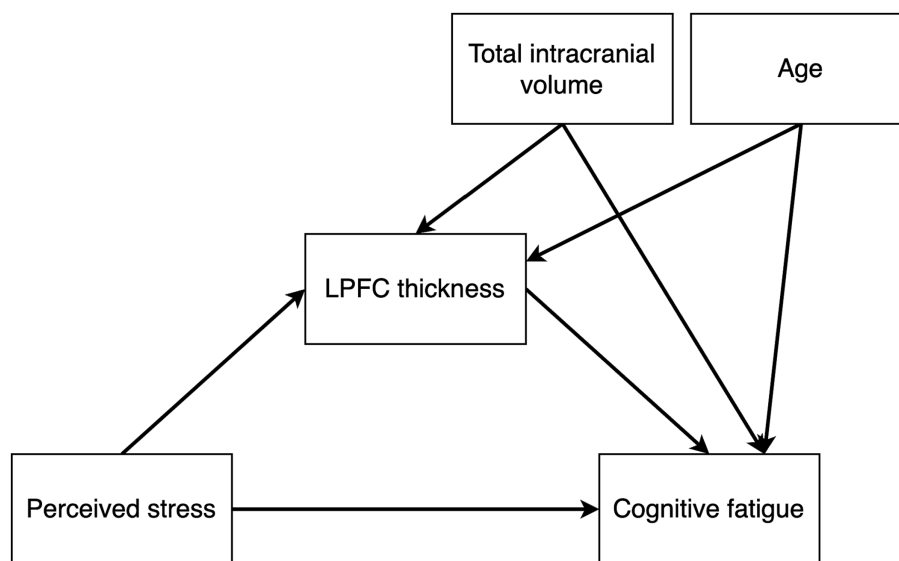 Total intracranial
volume
Age
LPFC thickness
Perceived stress
Cognitive fatigue